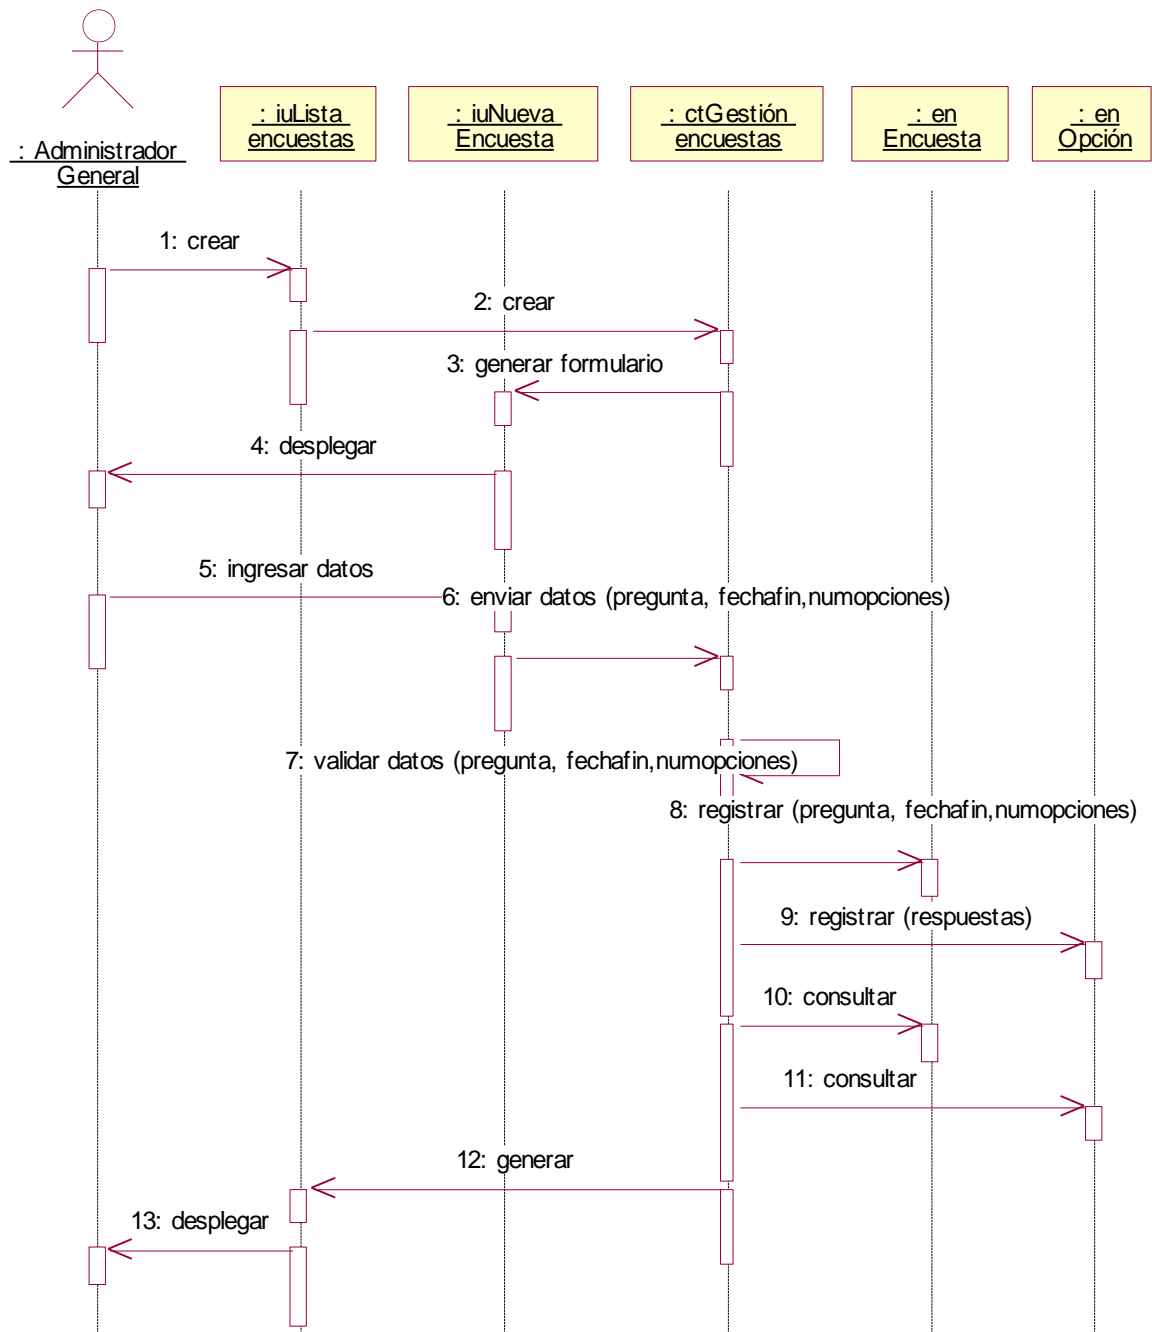 : Administrador
General
: iuLista
encuestas
: iuNueva
Encuesta
: ctGestión
encuestas
: en
Encuesta
: en
Opción
1: crear
2: crear
3: generar formulario
4: desplegar
5: ingresar datos
6: enviar datos (pregunta, fechafin,numopciones)
7: validar datos (pregunta, fechafin,numopciones)
8: registrar (pregunta, fechafin,numopciones)
9: registrar (respuestas)
10: consultar
11: consultar
12: generar
13: desplegar